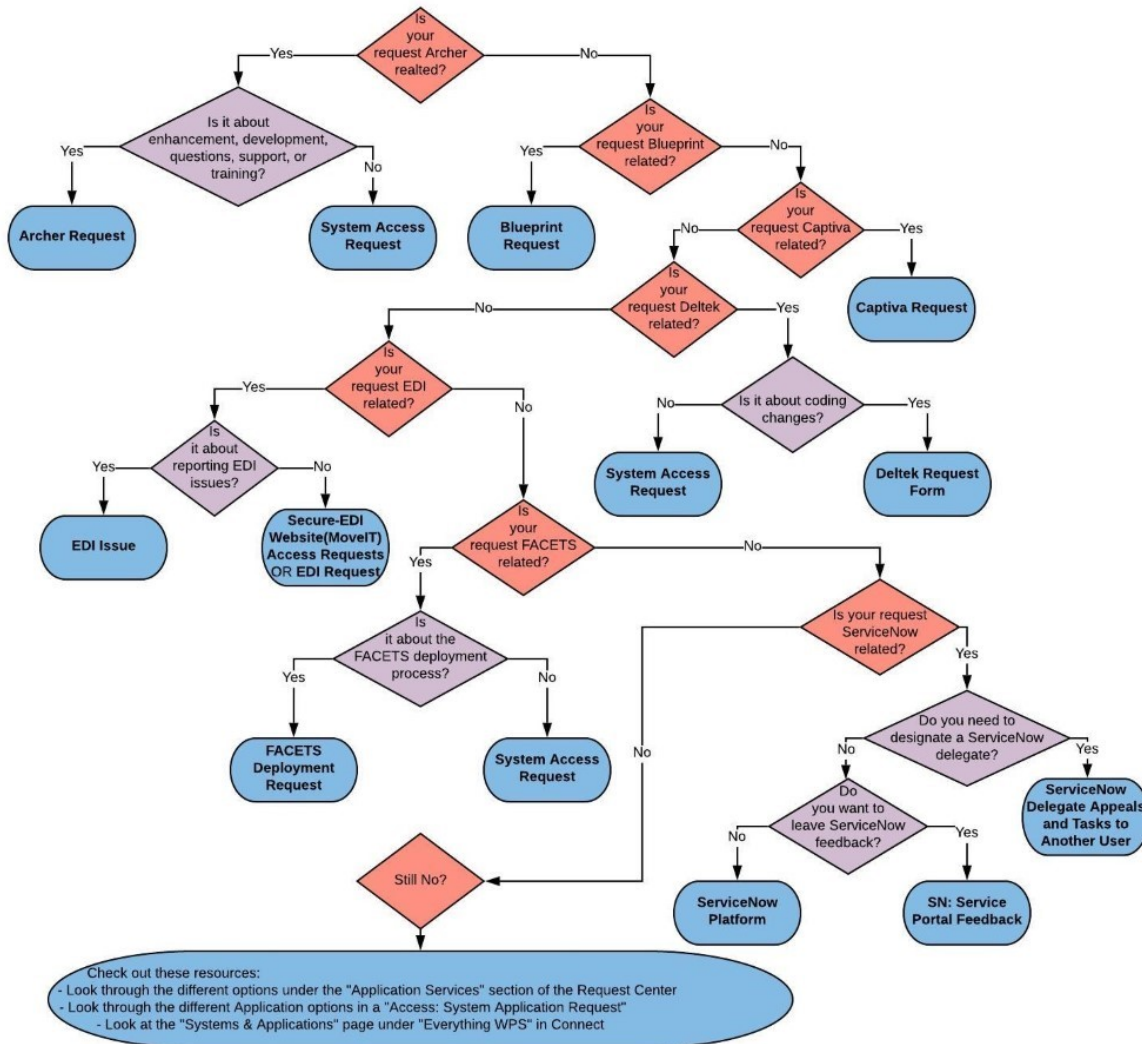 Is
your
request Archer
realted?
Yes
No
Is it about
enhancement, development,
questions, support, or
training?
Yes
No
Archer Request
System Access
Request
Is
your
request Blueprint
related?
Yes
No
Blueprint
Request
Is
your
request Captiva
related?
No
Yes
Captiva Request
Is
your
request Deltek
related?
No
Yes
Is it about coding
changes?
No
Yes
System Access
Request
Deltek Request
Form
Is
your
request EDI
related?
Yes
No
Is
it about
reporting EDI
issues?
Yes
No
EDI Issue
Secure-EDI
Website(MoveIT)
Access Requests
OR EDI Request
Is
your
request FACETS
related?
Yes
No
Is
it about the
FACETS deployment
process?
Yes
No
FACETS
Deployment
Request
System Access
Request
Is your request
ServiceNow
related?
No
Yes
Do you need to
designate a ServiceNow
delegate?
No
Yes
ServiceNow
Delegate Appeals
and Tasks to
Another User
Do
you want to
leave ServiceNow
feedback?
No
Yes
ServiceNow
Platform
SN: Service
Portal Feedback
Still No?
Check out these resources:
- Look through the different options under the "Application Services" section of the Request Center
- Look through the different Application options in a "Access: System Application Request"
- Look at the "Systems & Applications" page under "Everything WPS" in Connect